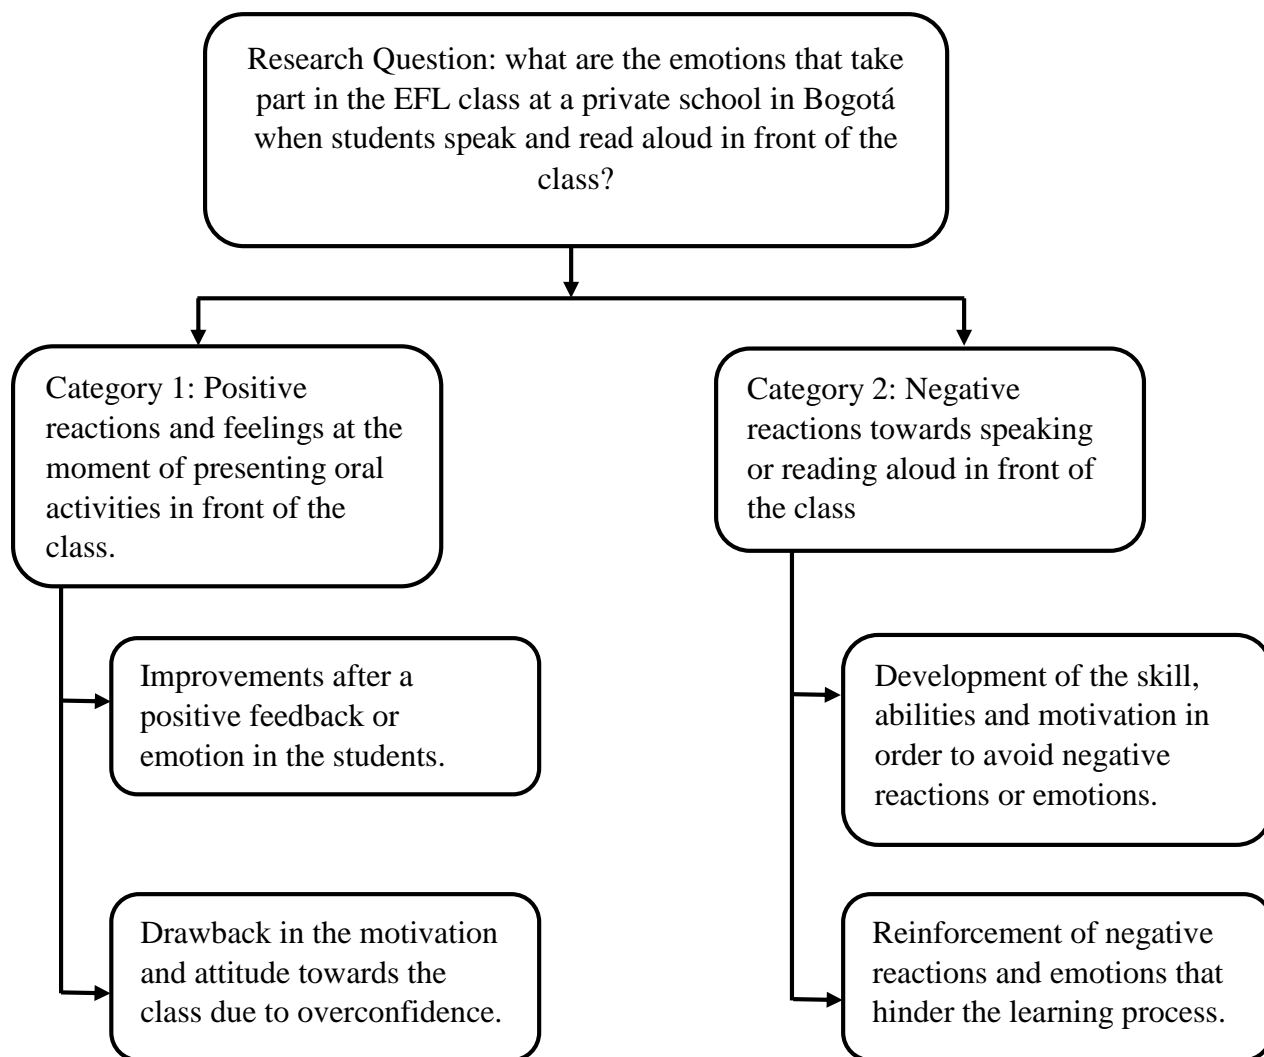 Research Question: what are the emotions that take
part in the EFL class at a private school in Bogotá
when students speak and read aloud in front of the
class?
Category 1: Positive
reactions and feelings at the
moment of presenting oral
activities in front of the
class.
Improvements after a
positive feedback or
emotion in the students.
Drawback in the motivation
and attitude towards the
class due to overconfidence.
Category 2: Negative
reactions towards speaking
or reading aloud in front of
the class
Development of the skill,
abilities and motivation in
order to avoid negative
reactions or emotions.
Reinforcement of negative
reactions and emotions that
hinder the learning process.